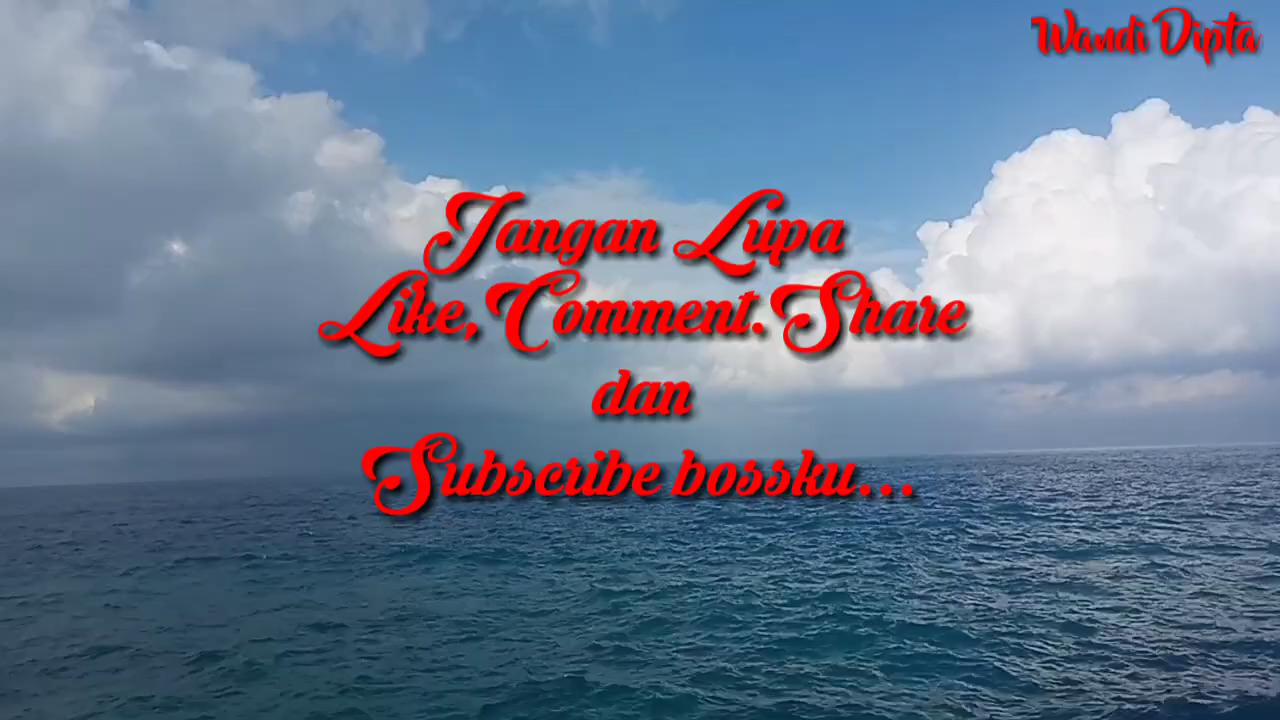 Wandi Dipta
Jangan Lupa
Like, Comment. Share
dan
Subscribe bossku...